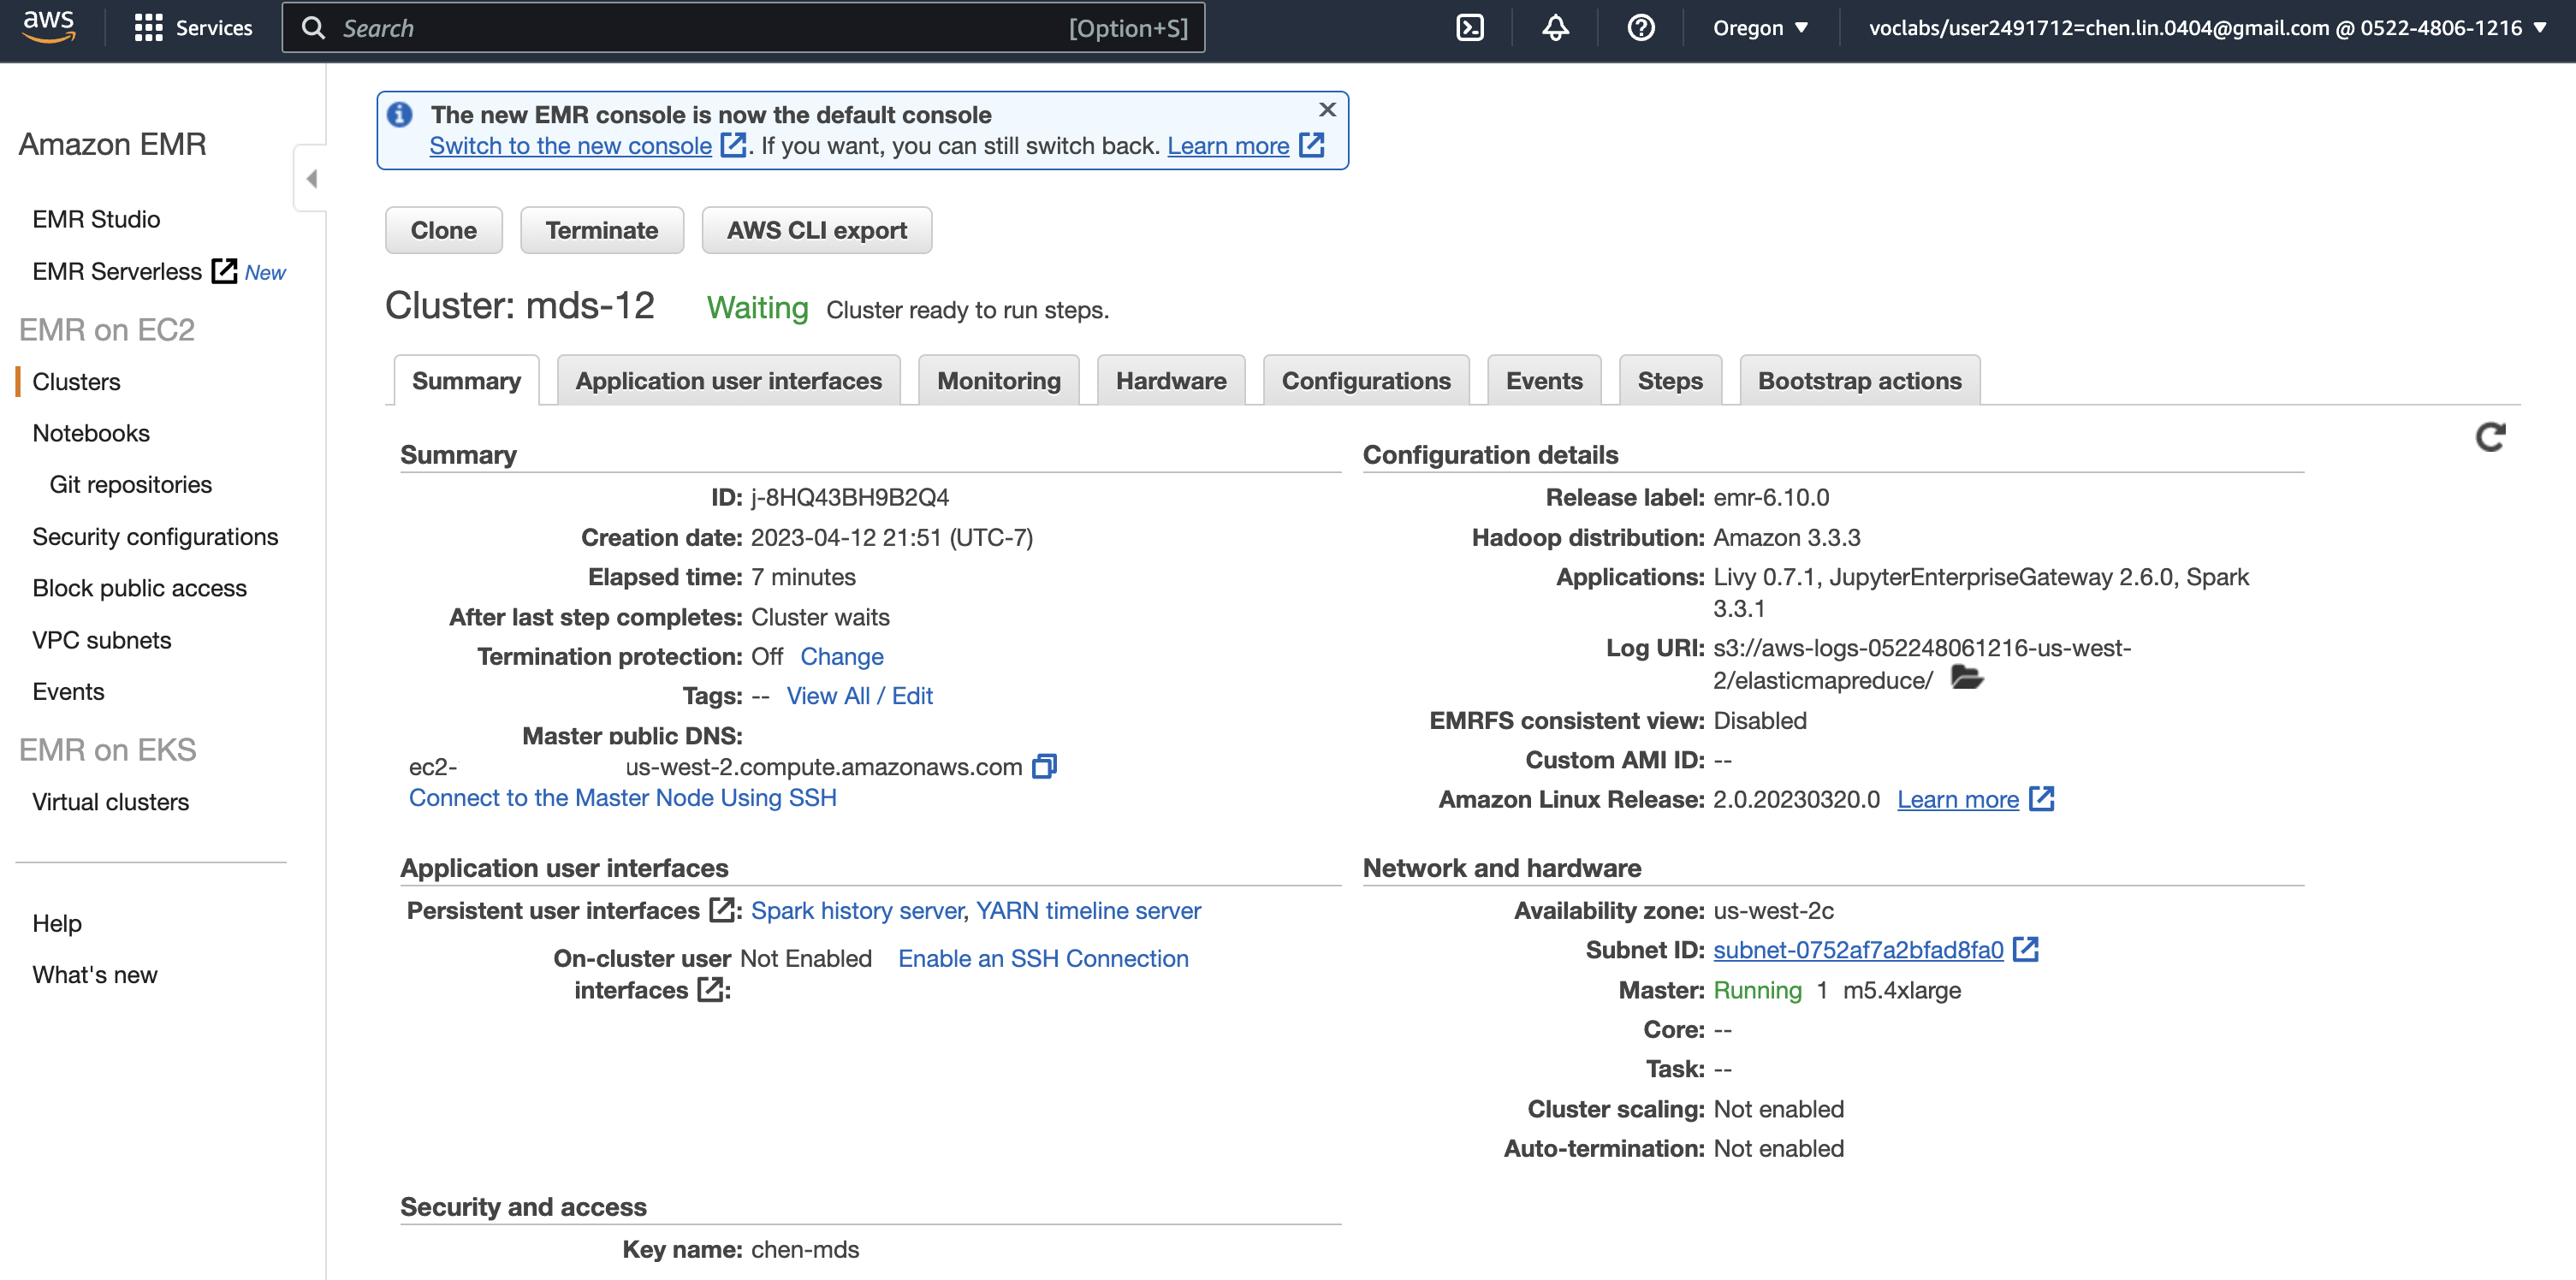 aws
Services
Search
[Option+S]
Oregon ▼
voclabs/user2491712=chen.lin.0404@gmail.com @ 0522-4806-1216 ▼
Amazon EMR
EMR Studio
EMR Serverless New
EMR on EC2
Clusters
Notebooks
Git repositories
Security configurations
Block public access
VPC subnets
Events
EMR on EKS
Virtual clusters
Help
What's new
The new EMR console is now the default console
Switch to the new console . If you want, you can still switch back. Learn more
Clone
Terminate
AWS CLI export
Cluster: mds-12 Waiting Cluster ready to run steps.
Summary
Application user interfaces
Monitoring
Hardware
Configurations
Events
Steps
Bootstrap actions
Summary
ID: j-8HQ43BH9B2Q4
Creation date: 2023-04-12 21:51 (UTC-7)
Elapsed time: 7 minutes
After last step completes: Cluster waits
Termination protection: Off Change
Tags: -- View All / Edit
Master public DNS:
ec2- us-west-2.compute.amazonaws.com
Connect to the Master Node Using SSH
Configuration details
Release label: emr-6.10.0
Hadoop distribution: Amazon 3.3.3
Applications: Livy 0.7.1, JupyterEnterpriseGateway 2.6.0, Spark
3.3.1
Log URI: s3://aws-logs-052248061216-us-west-
2/elasticmapreduce/
EMRFS consistent view: Disabled
Custom AMI ID: --
Amazon Linux Release: 2.0.20230320.0 Learn more
Application user interfaces
Persistent user interfaces : Spark history server, YARN timeline server
On-cluster user Not Enabled Enable an SSH Connection
interfaces :
Network and hardware
Availability zone: us-west-2c
Subnet ID: subnet-0752af7a2bfad8fa0
Master: Running 1 m5.4xlarge
Core: --
Task: --
Cluster scaling: Not enabled
Auto-termination: Not enabled
Security and access
Key name: chen-mds